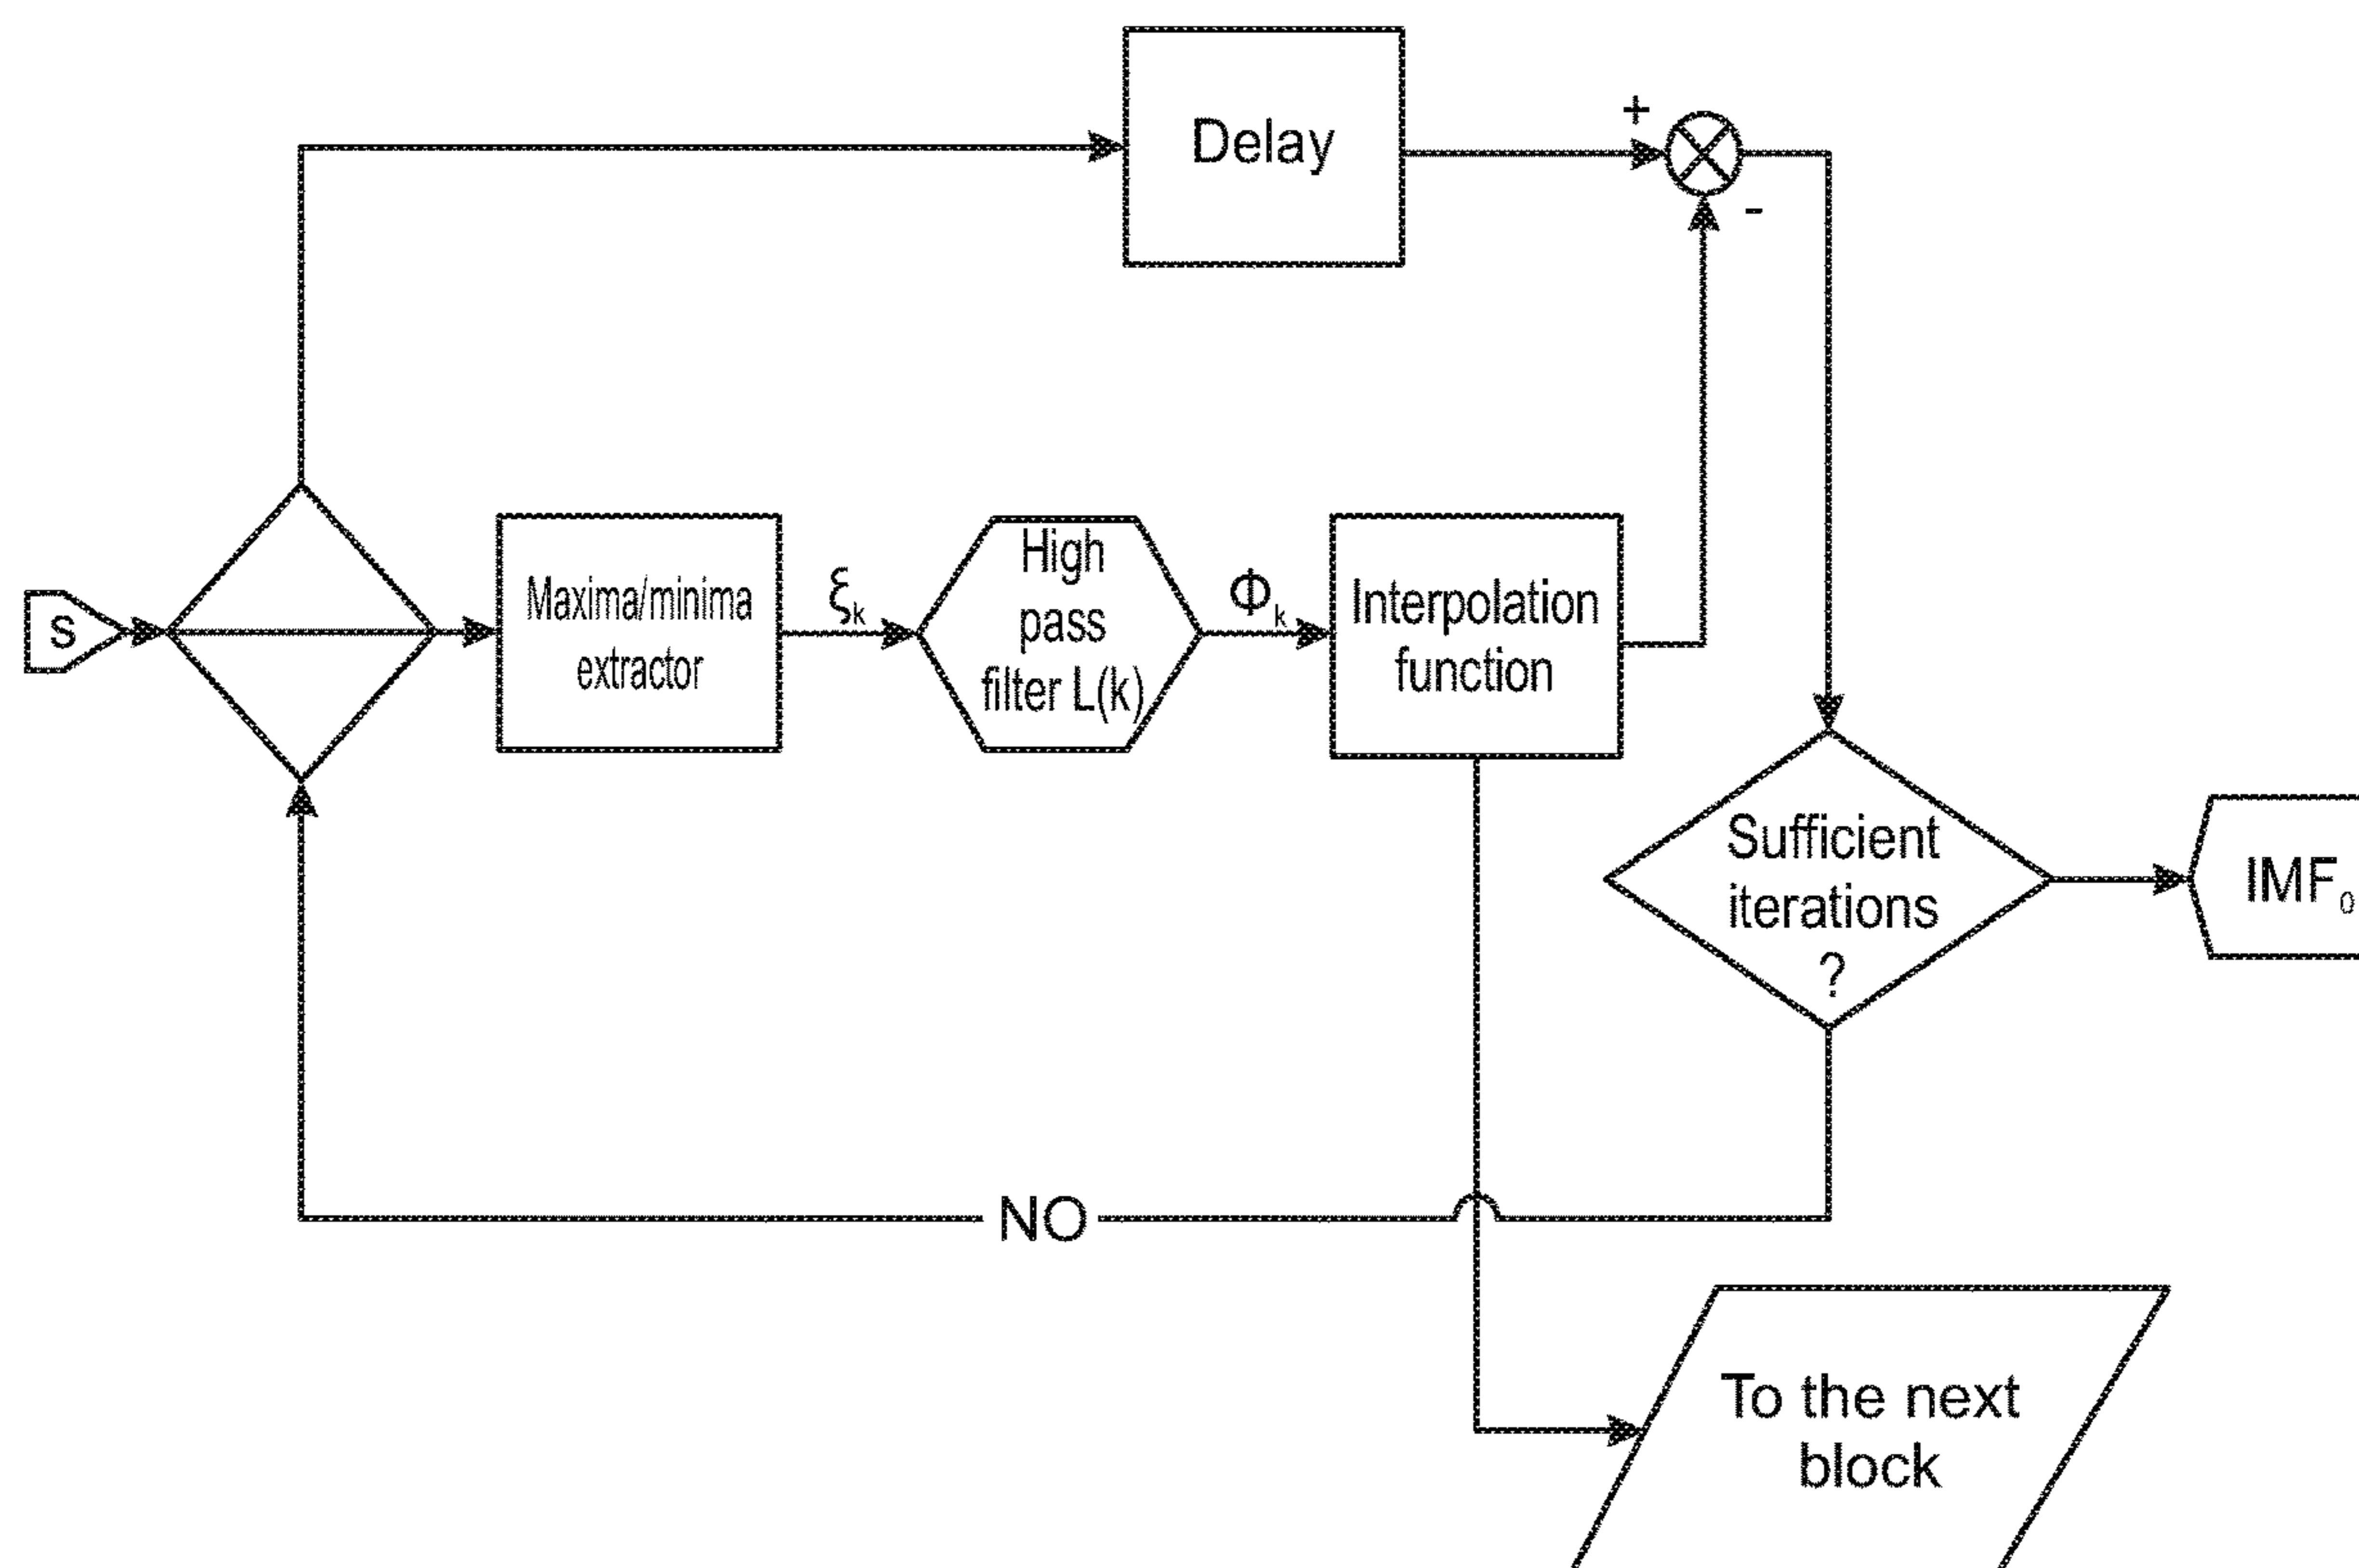 Delay
+
-
s
Maxima/minima
extractor
ξk
High
pass
filter L(k)
Φk
Interpolation
function
Sufficient
iterations
?
IMF0
NO
To the next
block